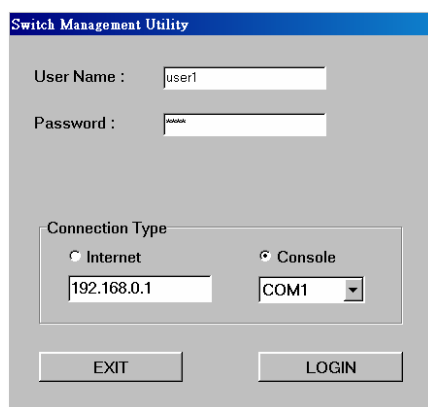 Switch Management Utility
User Name : user1
Password : ****
Connection Type
Internet Console
192.168.0.1 COM1
EXIT LOGIN